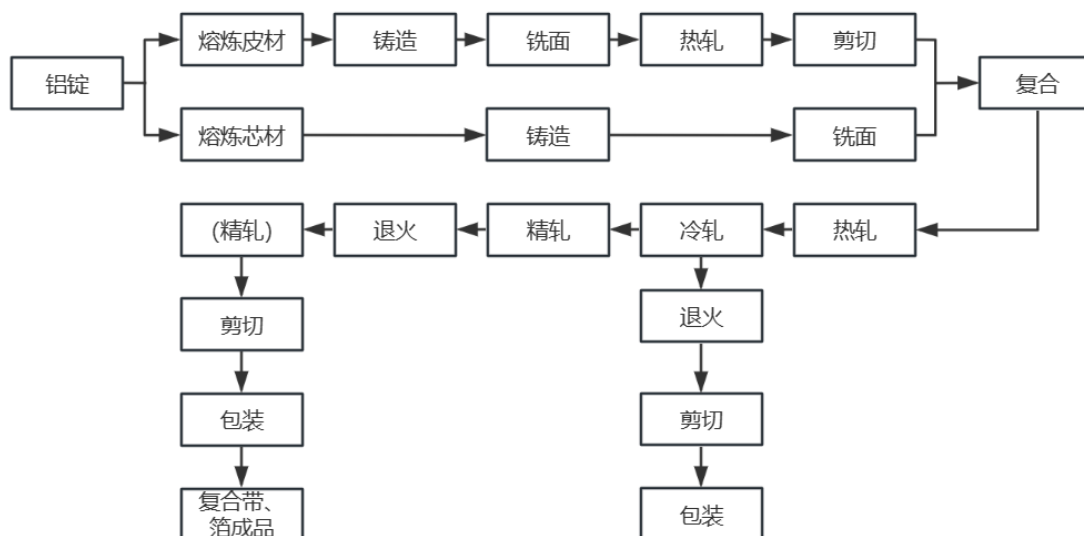 熔炼皮材
铸造
铣面
热轧
剪切
铝锭
复合
熔炼芯材
铸造
铣面
(精轧)
退火
精轧
冷轧
热轧
剪切
退火
包装
剪切
复合带、
箔成品
包装